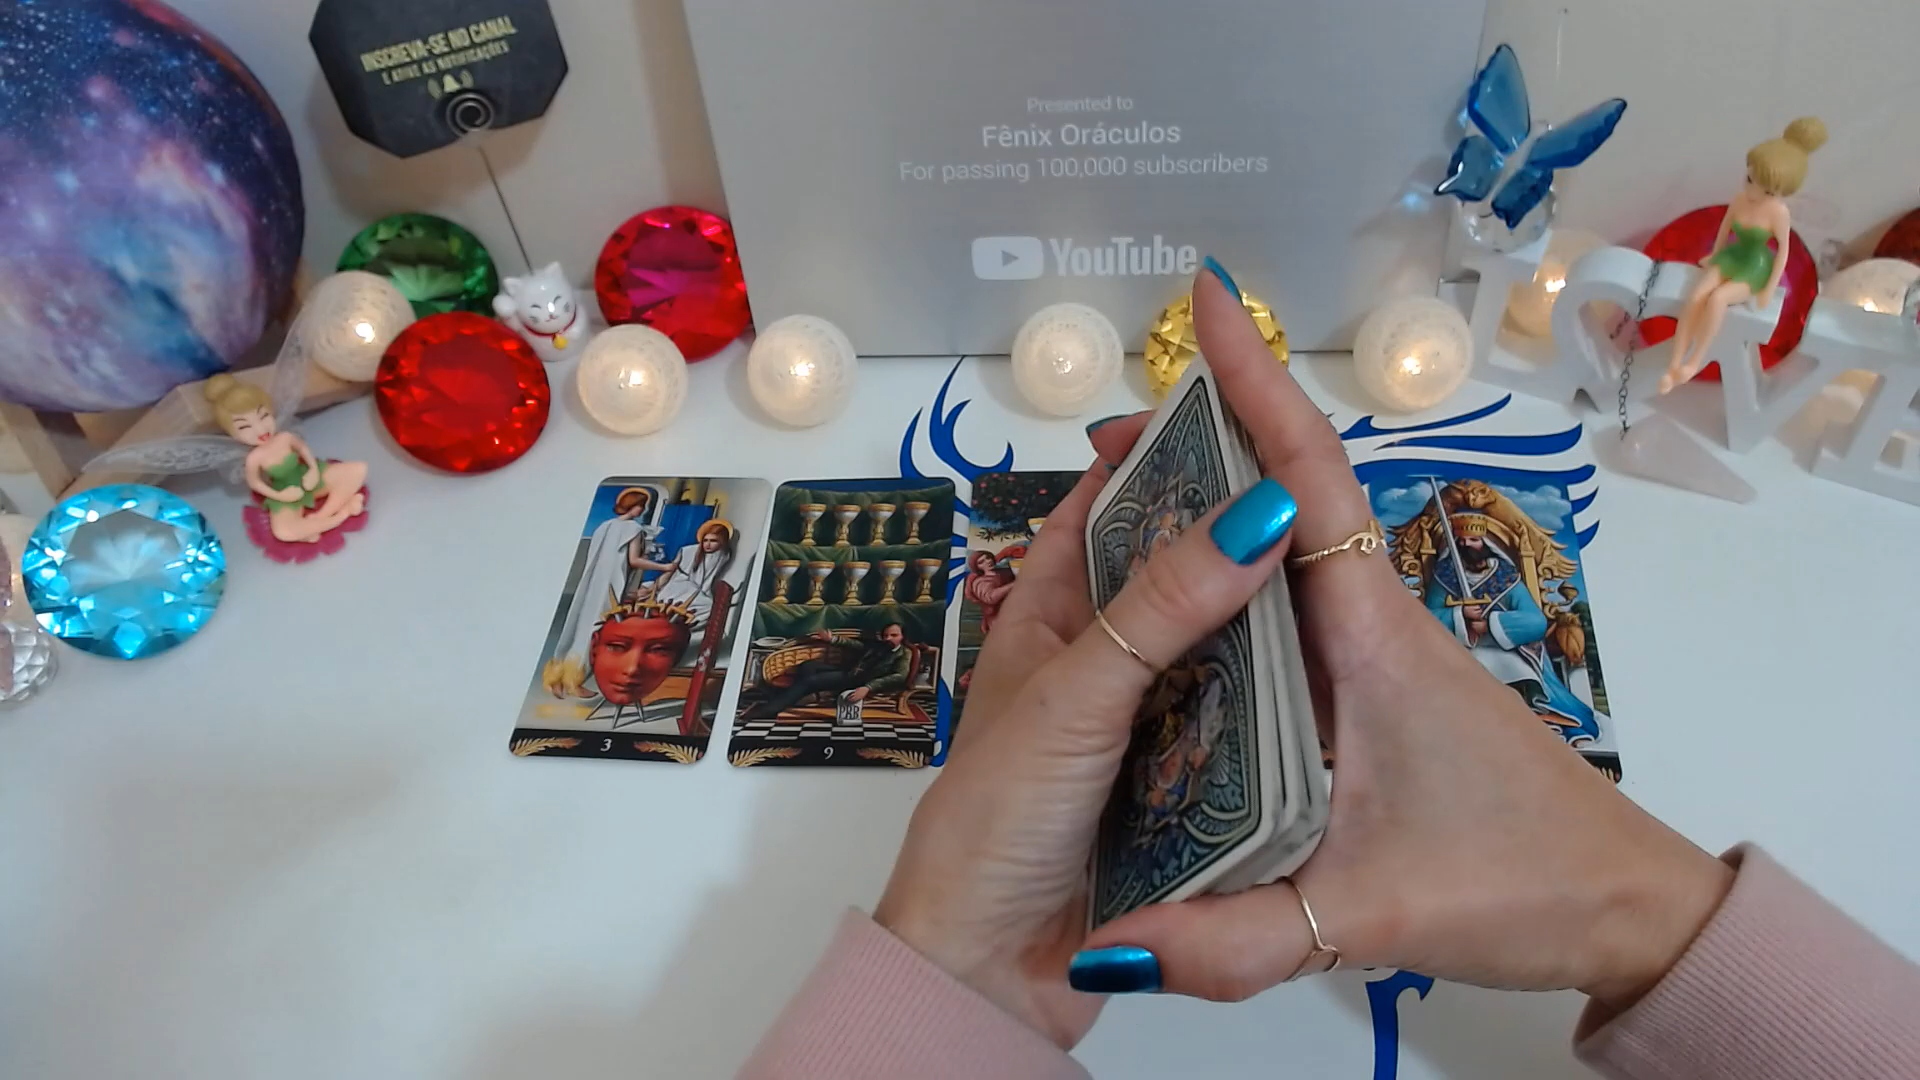 INSCREVA-SE NO CANAL
E ATIVE AS NOTIFICAÇÕES
Presented to
Fênix Oráculos
For passing 100,000 subscribers
YouTube
3
9